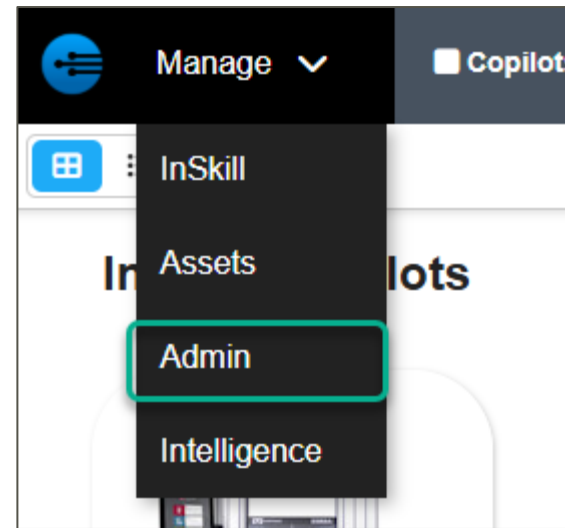 Manage
Copilot
InSkill
Assets
In
lots
Admin
Intelligence